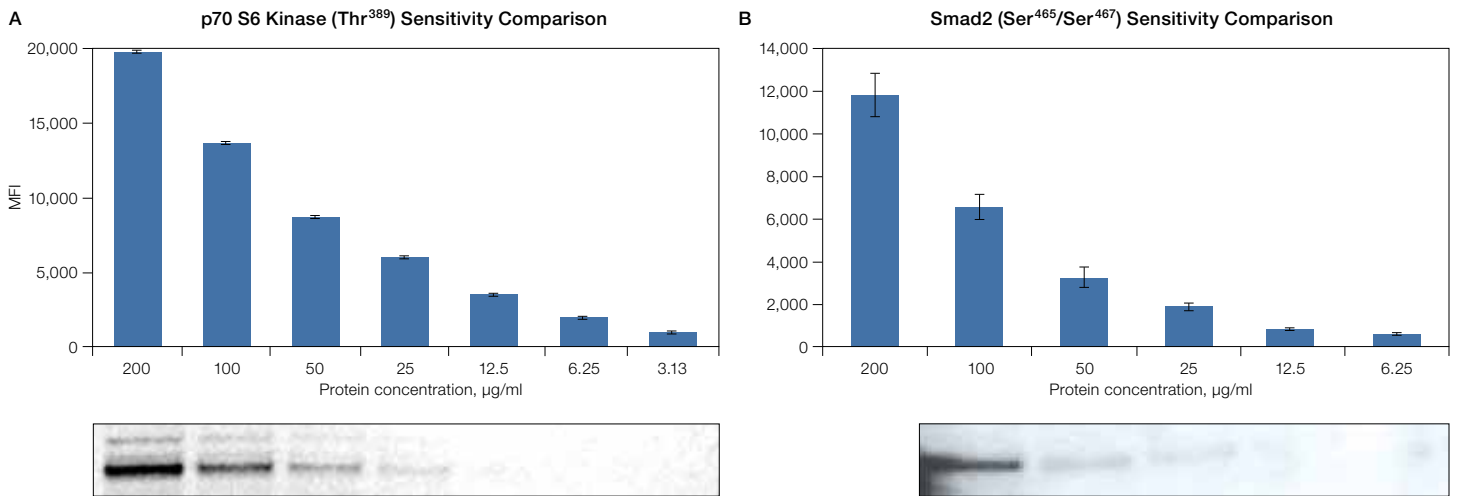 A
p70 S6 Kinase (Thr³⁸⁹) Sensitivity Comparison
20,000
15,000
10,000
5,000
0
MFI
200 100 50 25 12.5 6.25 3.13
Protein concentration, µg/ml
B
Smad2 (Ser⁴⁶⁵/Ser⁴⁶⁷) Sensitivity Comparison
14,000
12,000
10,000
8,000
6,000
4,000
2,000
0
200 100 50 25 12.5 6.25
Protein concentration, µg/ml